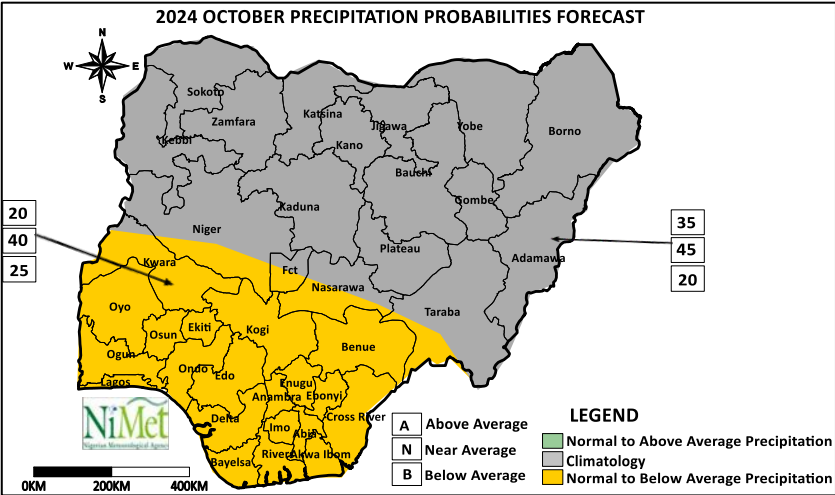 2024 OCTOBER PRECIPITATION PROBABILITIES FORECAST
N
W E
S
Sokoto
Zamfara
Katsina
Jigawa
Yobe
Borno
Kebbi
Kano
Bauchi
Gombe
Kaduna
Niger
Plateau
Adamawa
20
40
25
35
45
20
Kwara
Fct
Nasarawa
Taraba
Oyo
Osun
Ekiti
Kogi
Benue
Ogun
Ondo
Edo
Lagos
Enugu
Anambra
Ebonyi
Delta
Imo
Abia
Cross River
Bayelsa
Rivers
Akwa Ibom
NiMet
Nigerian Meteorological Agency
0KM 200KM 400KM
A Above Average
N Near Average
B Below Average
LEGEND
Normal to Above Average Precipitation
Climatology
Normal to Below Average Precipitation